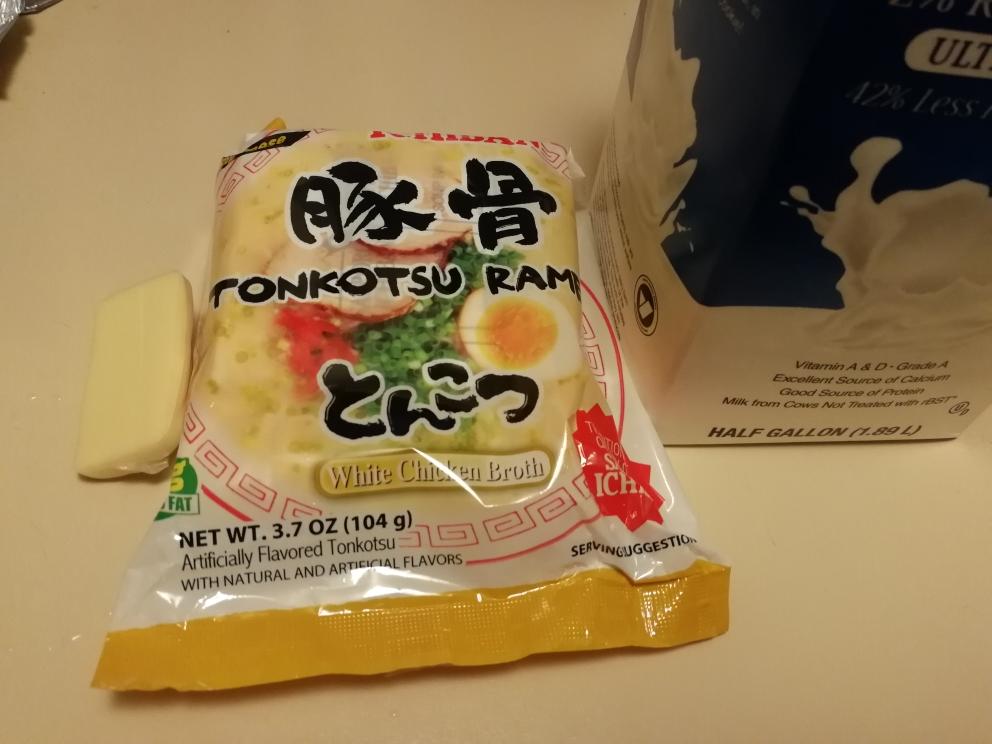 豚骨
TONKOTSU RAM
とんこつ
White Chicken Broth
ICHI
NET WT. 3.7 OZ (104 g)
Artificially Flavored Tonkotsu
WITH NATURAL AND ARTIFICIAL FLAVORS
SERVING SUGGESTION
FAT
2% R
ULT
42% Less
Vitamin A & D • Grade A
Excellent Source of Calcium
Good Source of Protein
Milk from Cows Not Treated with rBST*
HALF GALLON (1.89 L)